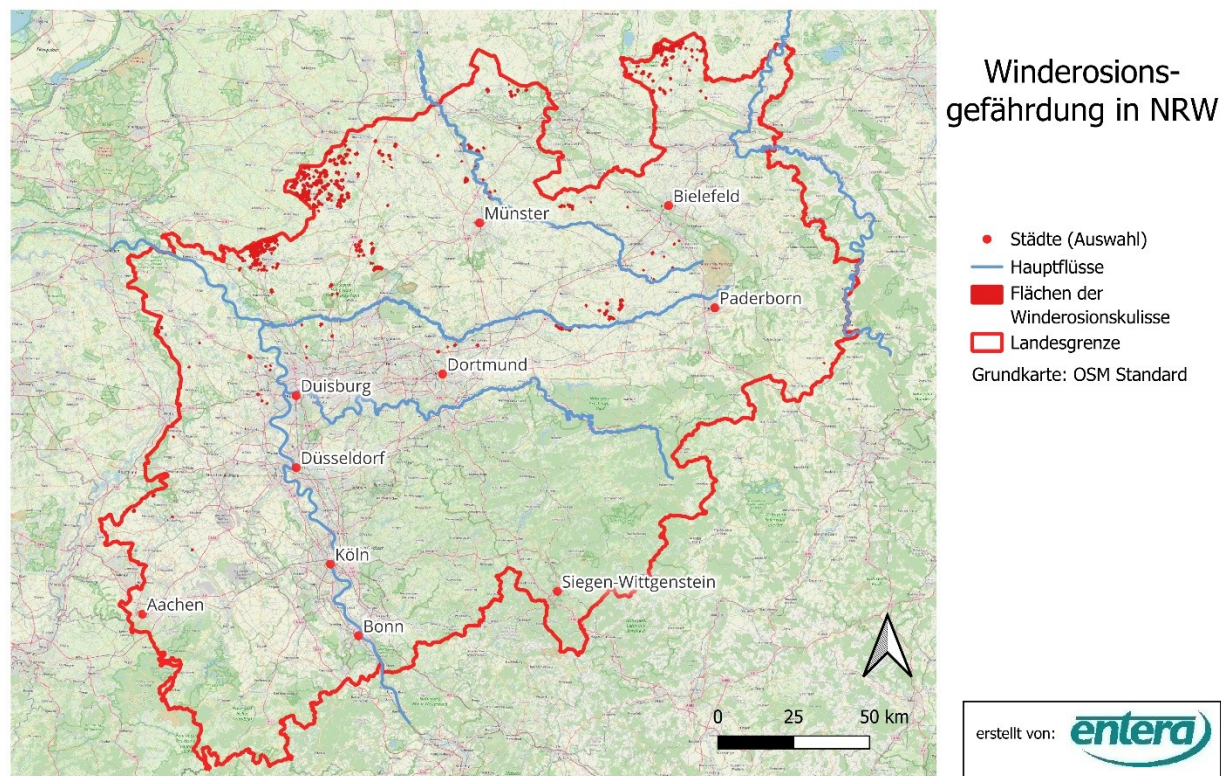 Winderosions-
gefährdung in NRW
Städte (Auswahl)
Hauptflüsse
Flächen der
Winderosionskulisse
Landesgrenze
Grundkarte: OSM Standard
Bielefeld
Münster
Paderborn
Dortmund
Duisburg
Düsseldorf
Köln
Siegen-Wittgenstein
Aachen
Bonn
0 25 50 km
erstellt von: entera